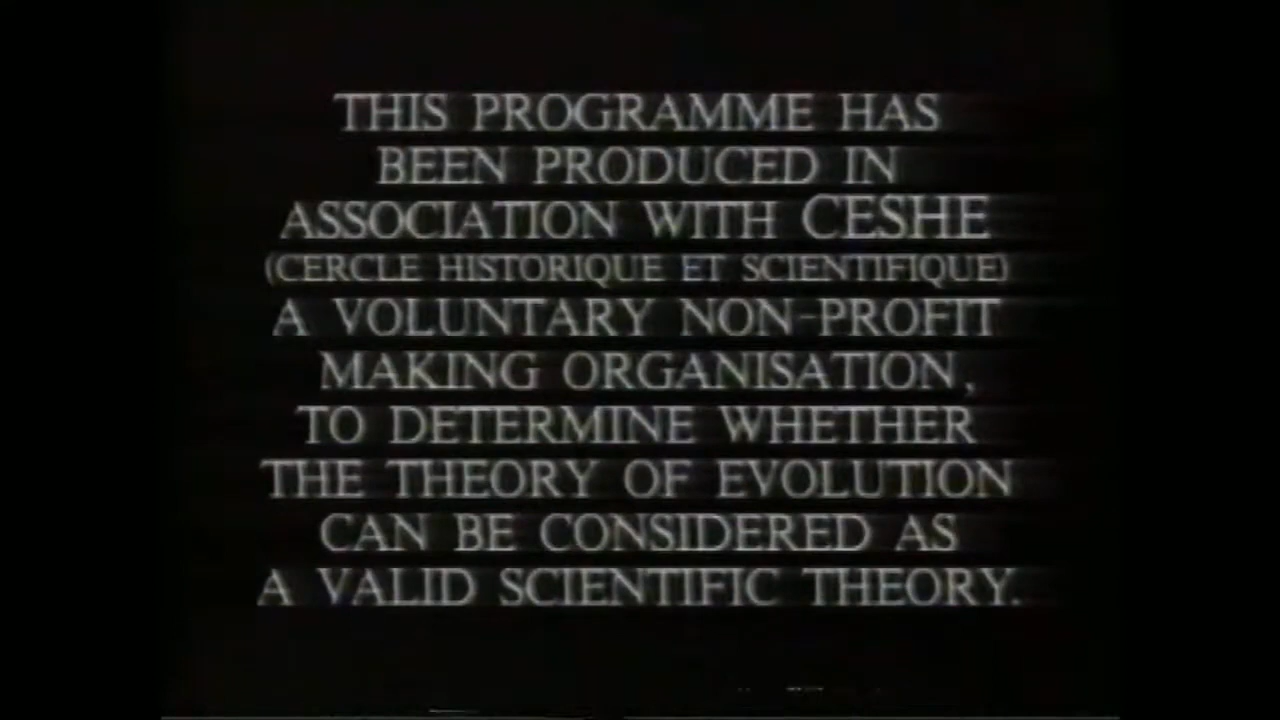 THIS PROGRAMME HAS
BEEN PRODUCED IN
ASSOCIATION WITH CESHE
(CERCLE HISTORIQUE ET SCIENTIFIQUE)
A VOLUNTARY NON-PROFIT
MAKING ORGANISATION,
TO DETERMINE WHETHER
THE THEORY OF EVOLUTION
CAN BE CONSIDERED AS
A VALID SCIENTIFIC THEORY.